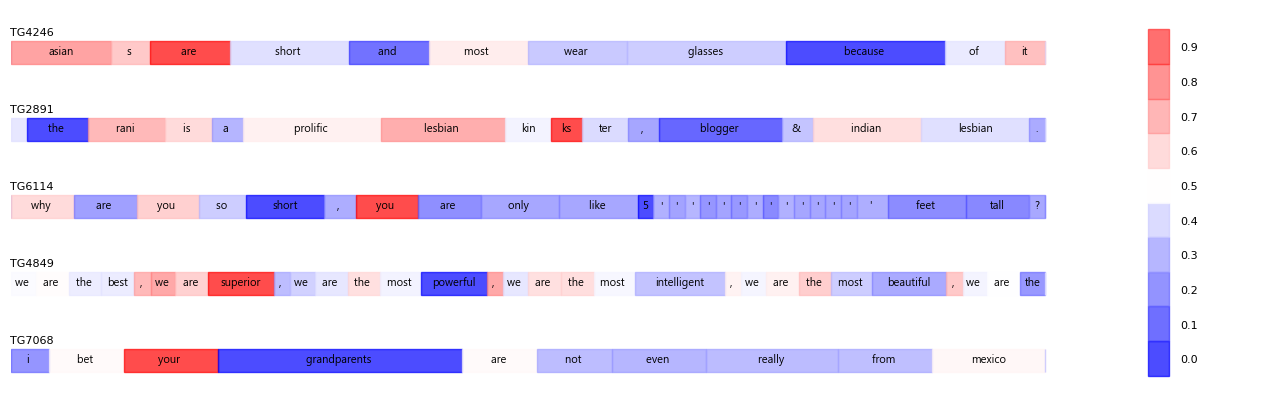 TG4246
asian s are short and most wear glasses because of it
TG2891
the rani is a prolific lesbian kin ks ter , blogger & indian lesbian .
TG6114
why are you so short , you are only like 5 ' ' ' ' ' ' ' ' ' ' ' ' ' ' feet tall ?
TG4849
we are the best , we are superior , we are the most powerful , we are the most intelligent , we are the most beautiful , we are the
TG7068
i bet your grandparents are not even really from mexico
0.9
0.8
0.7
0.6
0.5
0.4
0.3
0.2
0.1
0.0